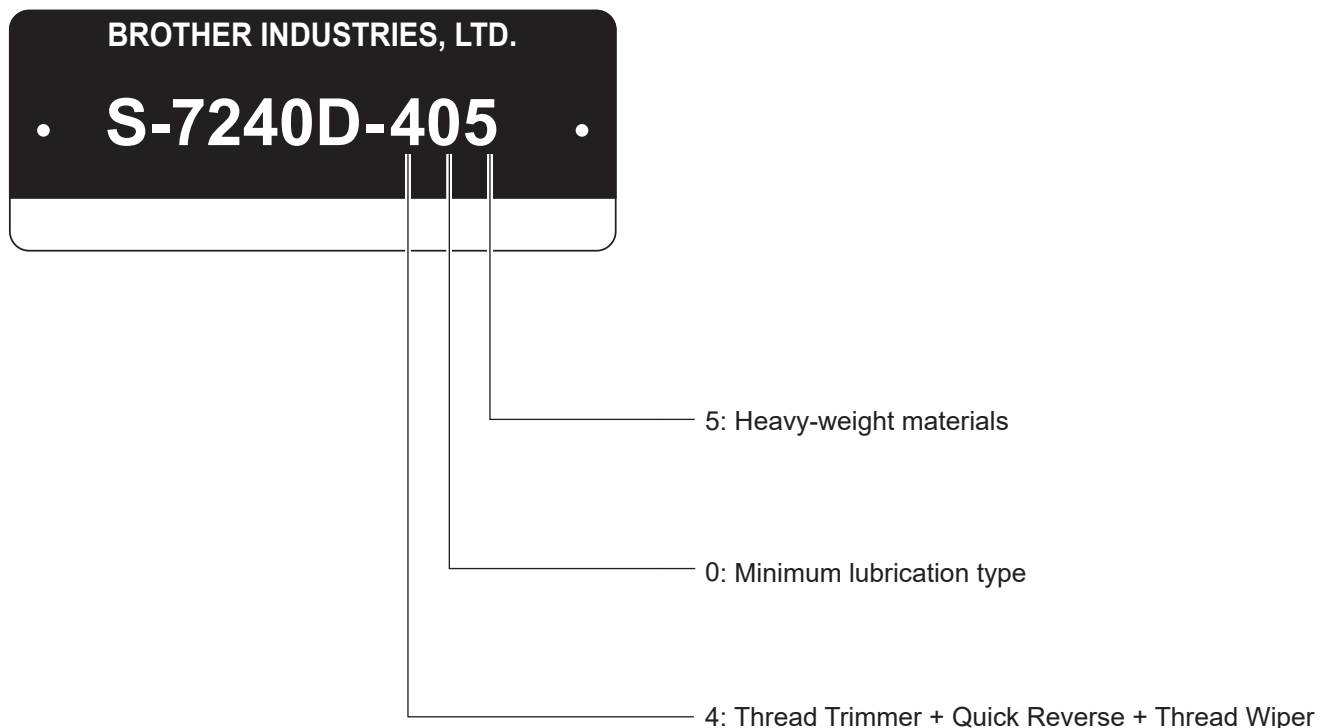 BROTHER INDUSTRIES, LTD.
S-7240D-405
5: Heavy-weight materials
0: Minimum lubrication type
4: Thread Trimmer + Quick Reverse + Thread Wiper